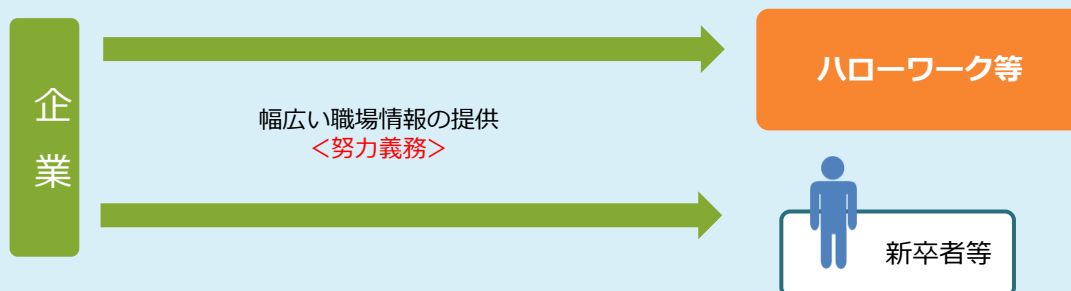 企業
ハローワーク等
幅広い職場情報の提供
＜努力義務＞
新卒者等